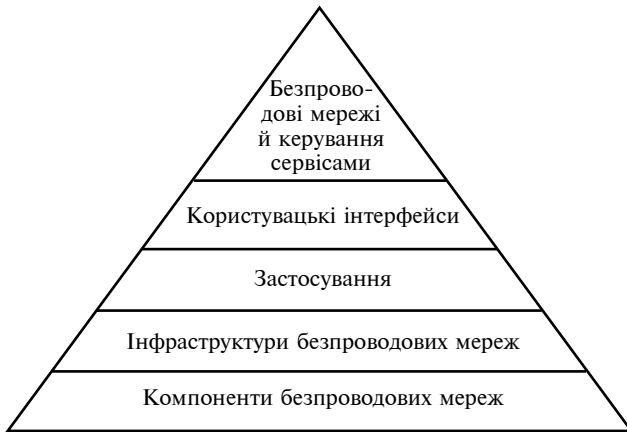 Безпрово-
дові мережі
й керування
сервісами
Користувацькі інтерфейси
Застосування
Інфраструктури безпроводових мереж
Компоненти безпроводових мереж